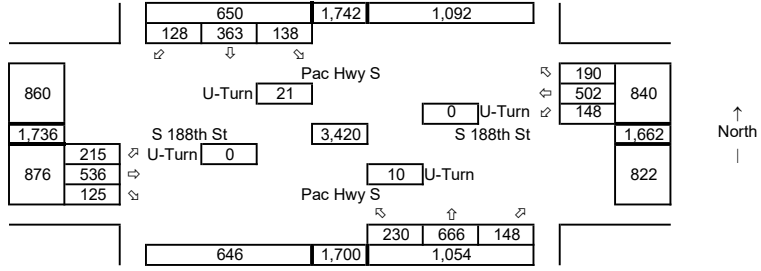 650 1,742 1,092
128 363 138
⬃ ⇩ ⬂
Pac Hwy S ⬁ 190
860 U-Turn 21 ⇦ 502 840
0 U-Turn ⬃ 148 ↑
1,736 S 188th St 3,420 S 188th St 1,662 North
215 ⬀ U-Turn 0 |
876 536 ⇨ 10 U-Turn 822
125 ⬂ Pac Hwy S
⬁ ⇧ ⬀
230 666 148
646 1,700 1,054